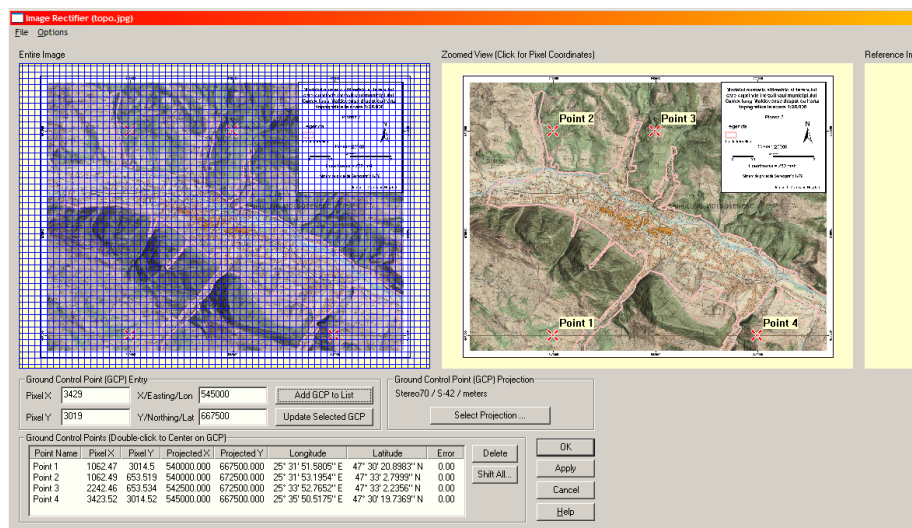 Image Rectifier (topo.jpg)
File Options
Entire Image
Zoomed View (Click for Pixel Coordinates)
Reference In
Point 2
Point 3
N
Point 1
Point 4
Ground Control Point (GCP) Entry
Pixel X 3429 X/Easting/Lon 545000 Add GCP to List
Pixel Y 3019 Y/Northing/Lat 667500 Update Selected GCP
Ground Control Point (GCP) Projection
Stereo70 / S-42 / meters
Select Projection ...
Ground Control Points (Double-click to Center on GCP)
Point Name Pixel X Pixel Y Projected X Projected Y Longitude Latitude Error
Point 1 1062.47 3014.5 540000.000 667500.000 25° 31' 51.5805" E 47° 30' 20.8983" N 0.00
Point 2 1062.49 653.519 540000.000 672500.000 25° 31' 53.1954" E 47° 33' 2.7999" N 0.00
Point 3 2242.46 653.534 542500.000 672500.000 25° 33' 52.7652" E 47° 33' 2.2356" N 0.00
Point 4 3423.52 3014.52 545000.000 667500.000 25° 35' 50.5175" E 47° 30' 19.7369" N 0.00
Delete
Shift All...
OK
Apply
Cancel
Help